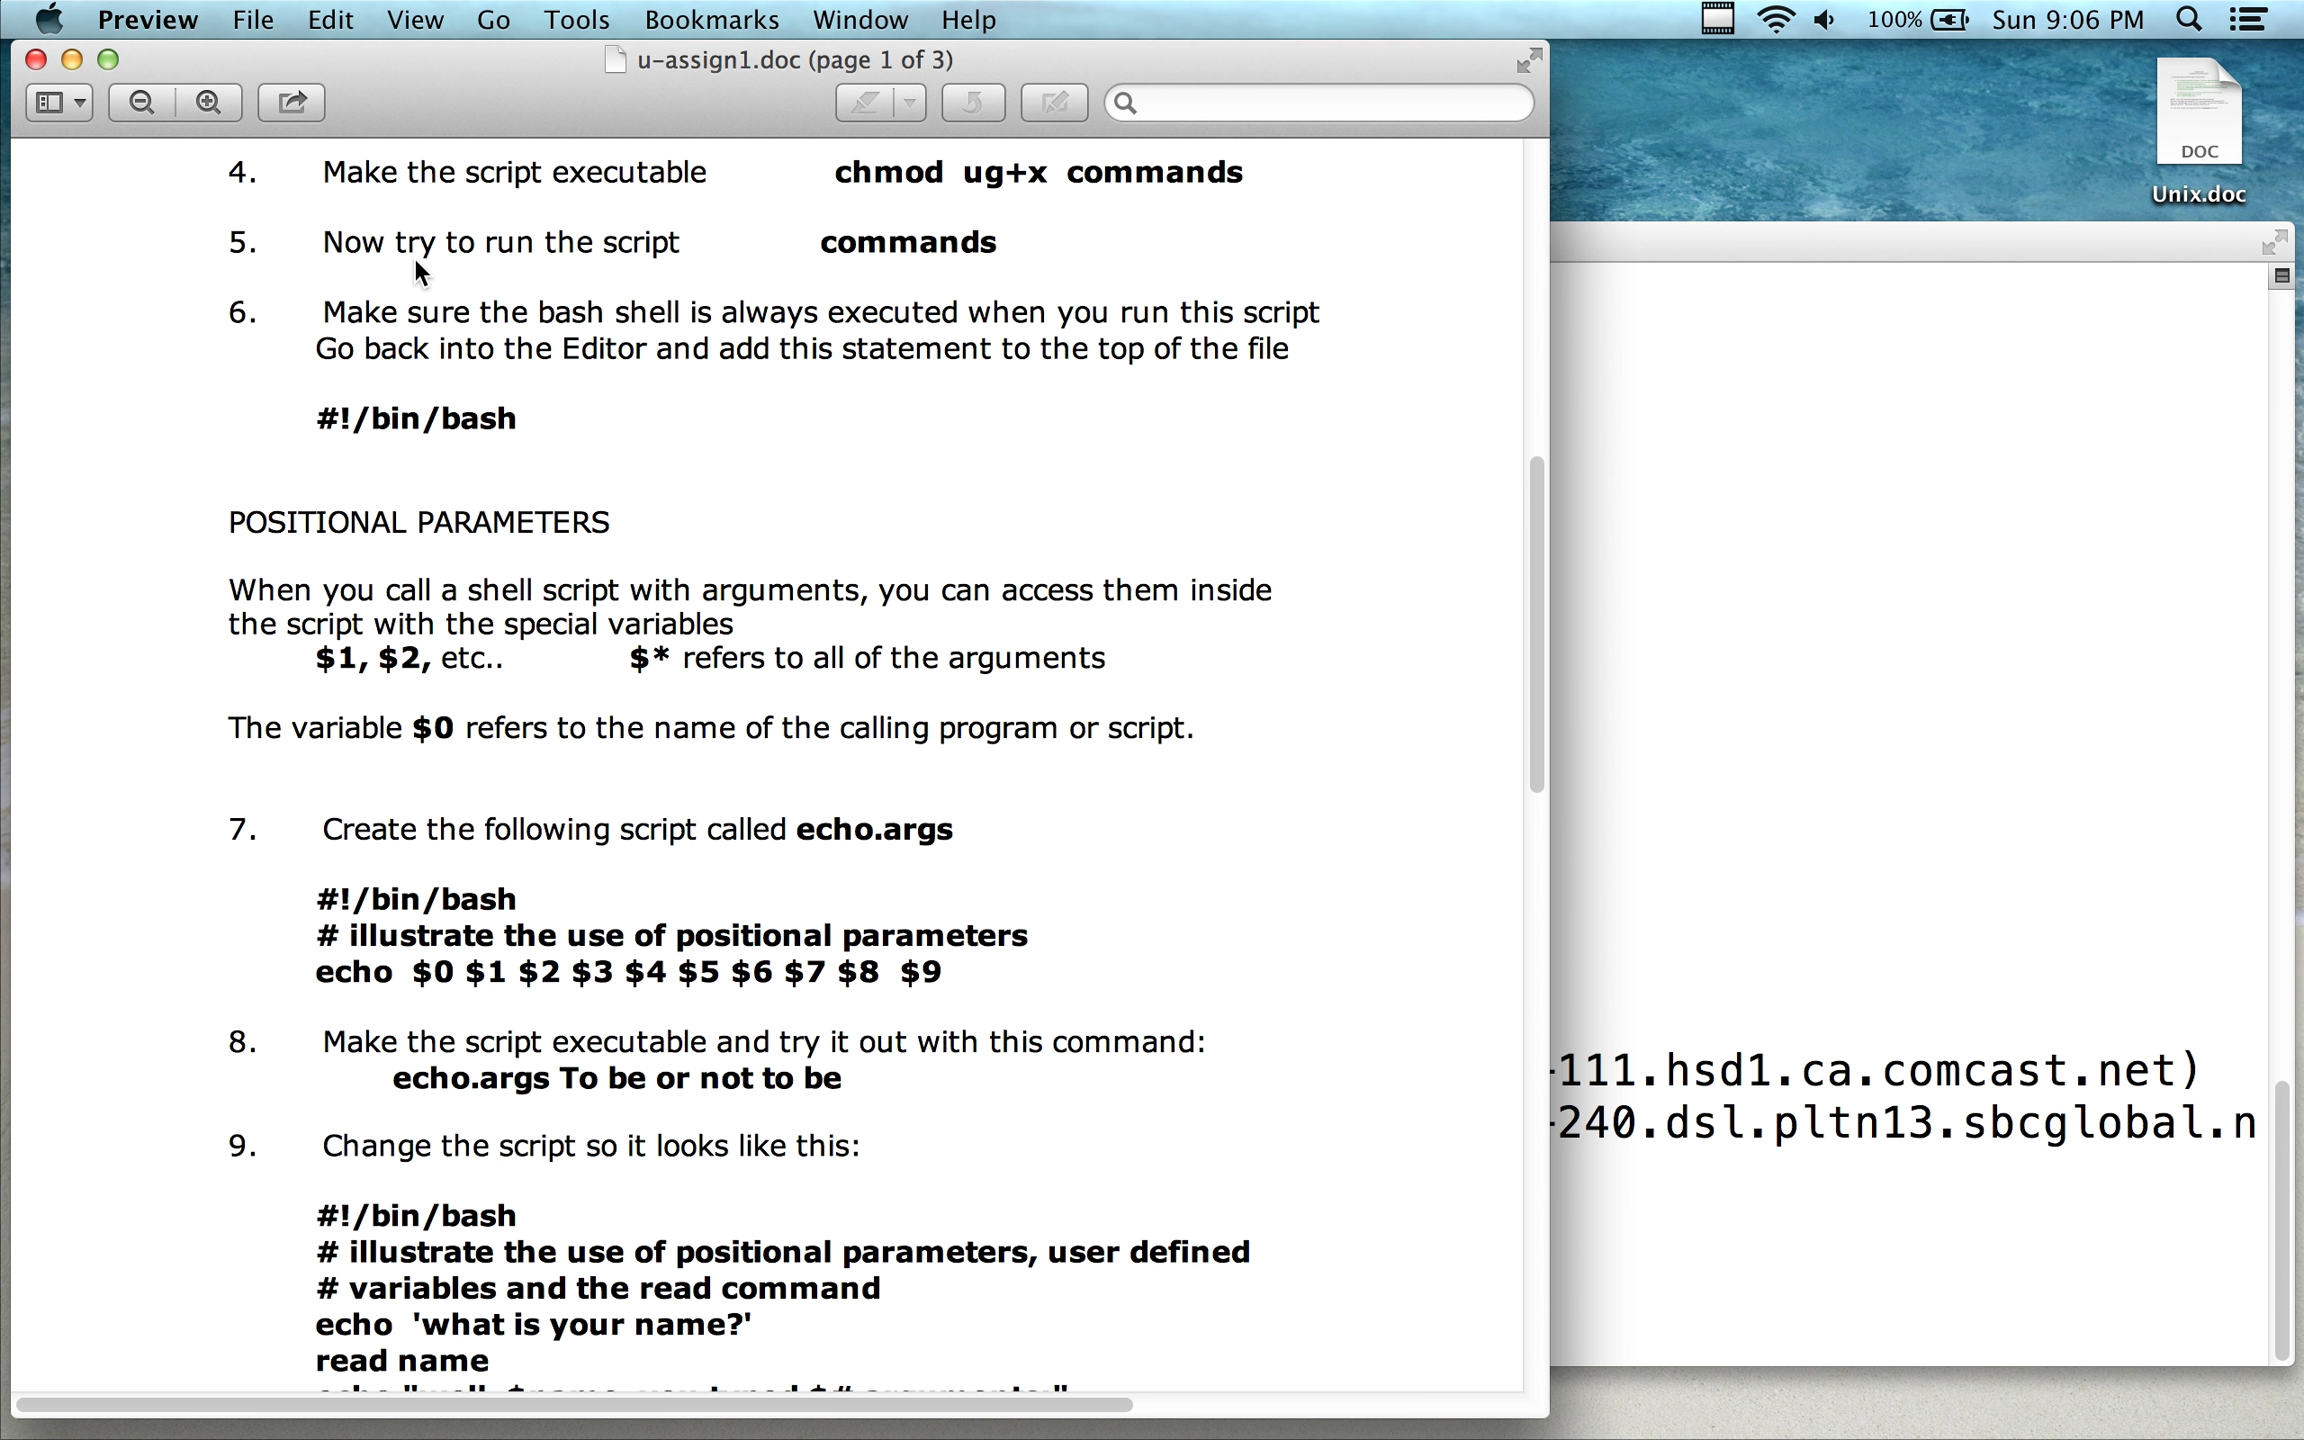 Preview File Edit View Go Tools Bookmarks Window Help 100% Sun 9:06 PM
u-assign1.doc (page 1 of 3)
DOC
Unix.doc
4. Make the script executable chmod ug+x commands
5. Now try to run the script commands
6. Make sure the bash shell is always executed when you run this script
Go back into the Editor and add this statement to the top of the file
#!/bin/bash
POSITIONAL PARAMETERS
When you call a shell script with arguments, you can access them inside
the script with the special variables
$1, $2, etc.. $* refers to all of the arguments
The variable $0 refers to the name of the calling program or script.
7. Create the following script called echo.args
#!/bin/bash
# illustrate the use of positional parameters
echo $0 $1 $2 $3 $4 $5 $6 $7 $8 $9
8. Make the script executable and try it out with this command:
echo.args To be or not to be
9. Change the script so it looks like this:
#!/bin/bash
# illustrate the use of positional parameters, user defined
# variables and the read command
echo 'what is your name?'
read name
-111.hsd1.ca.comcast.net)
-240.dsl.pltn13.sbcglobal.n